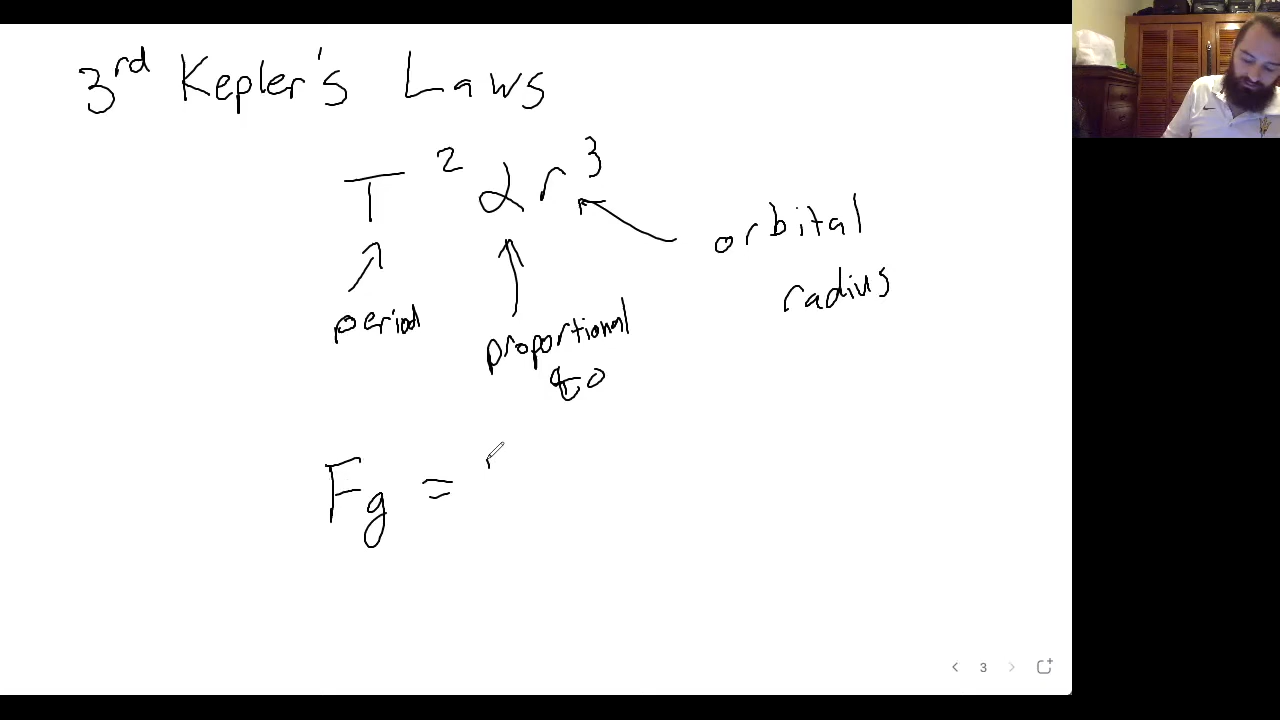 3rd Kepler's Laws
T² α r³
orbital
radius
period
proportional
to
Fg =
3